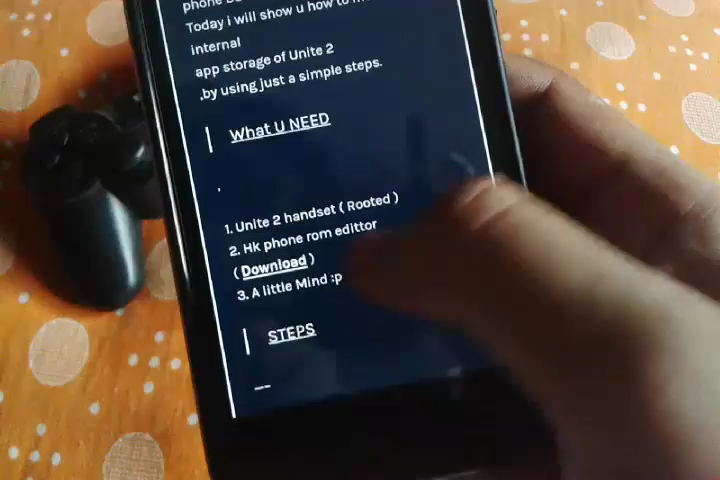 phone
Today i will show u how to
internal
app storage of Unite 2
,by using just a simple steps.
What U NEED
.
1. Unite 2 handset ( Rooted )
2. Hk phone rom edittor
( Download )
3. A little Mind :p
STEPS
---